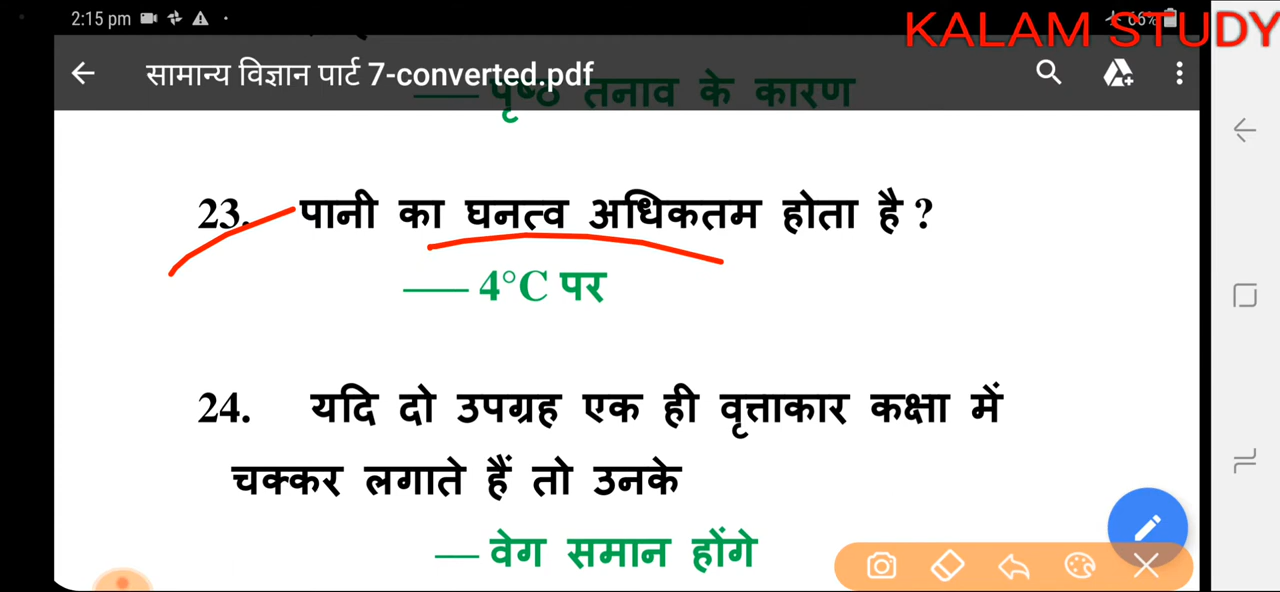 2:15 pm
66%
KALAM STUDY
सामान्य विज्ञान पार्ट 7-converted.pdf
— पृष्ठ तनाव के कारण
23. पानी का घनत्व अधिकतम होता है ?
— 4°C पर
24. यदि दो उपग्रह एक ही वृत्ताकार कक्षा में
चक्कर लगाते हैं तो उनके
— वेग समान होंगे